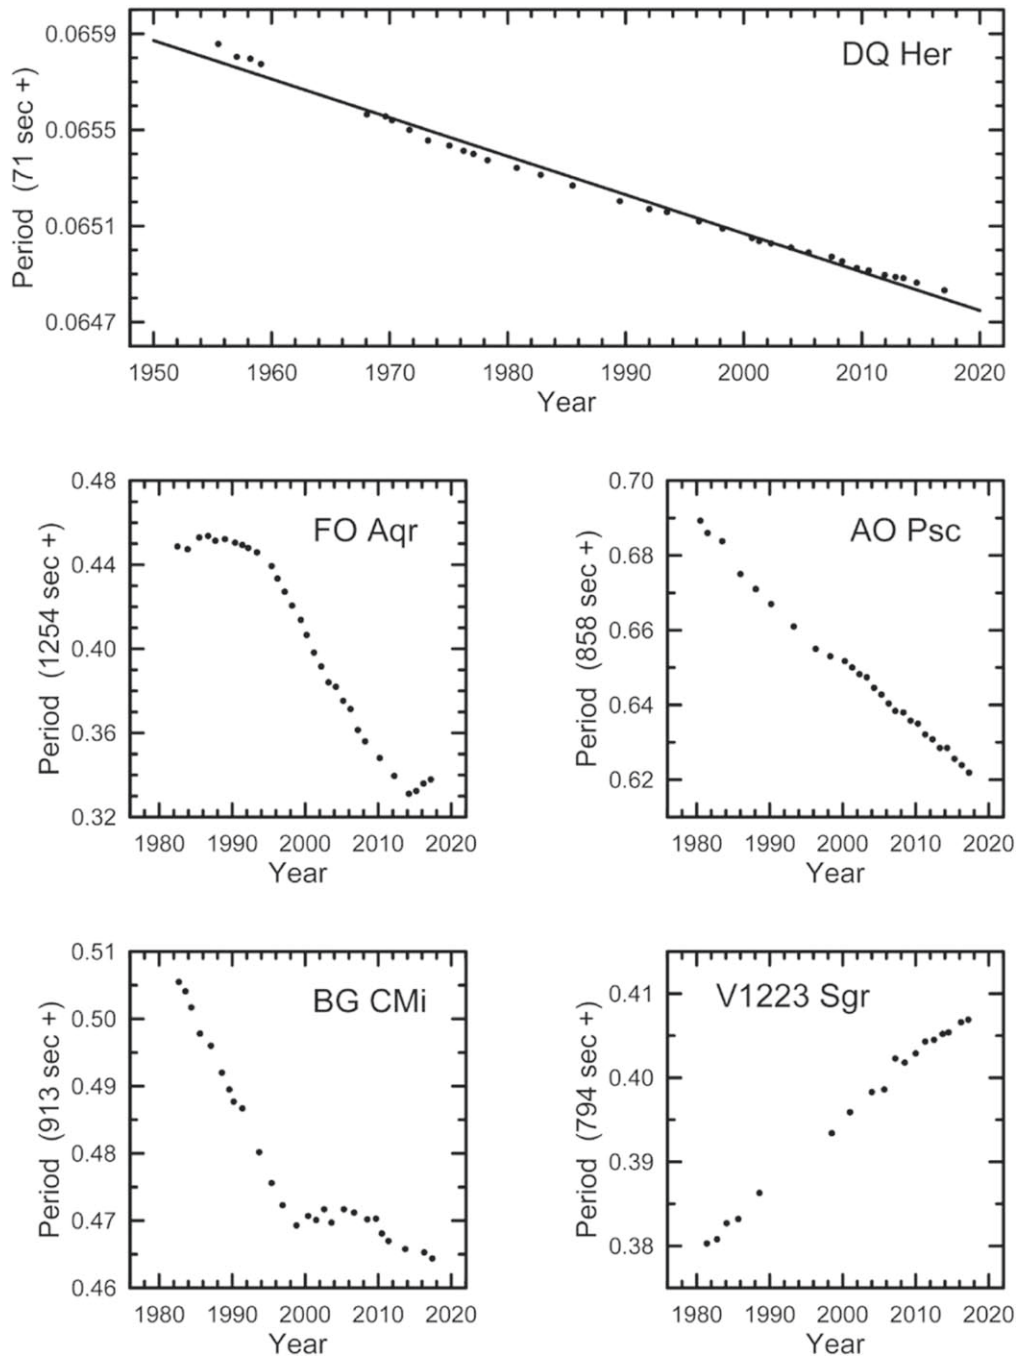 DQ Her
Period (71 sec +)
0.0659
0.0655
0.0651
0.0647
1950 1960 1970 1980 1990 2000 2010 2020
Year
FO Aqr
Period (1254 sec +)
0.48
0.44
0.40
0.36
0.32
1980 1990 2000 2010 2020
Year
AO Psc
Period (858 sec +)
0.70
0.68
0.66
0.64
0.62
1980 1990 2000 2010 2020
Year
BG CMi
Period (913 sec +)
0.51
0.50
0.49
0.48
0.47
0.46
1980 1990 2000 2010 2020
Year
V1223 Sgr
Period (794 sec +)
0.41
0.40
0.39
0.38
1980 1990 2000 2010 2020
Year